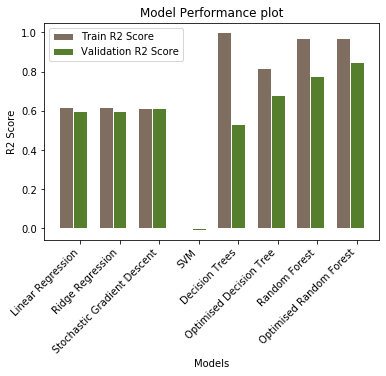 Model Performance plot
Train R2 Score
Validation R2 Score
R2 Score
1.0
0.8
0.6
0.4
0.2
0.0
Linear Regression
Ridge Regression
Stochastic Gradient Descent
SVM
Decision Trees
Optimised Decision Tree
Random Forest
Optimised Random Forest
Models